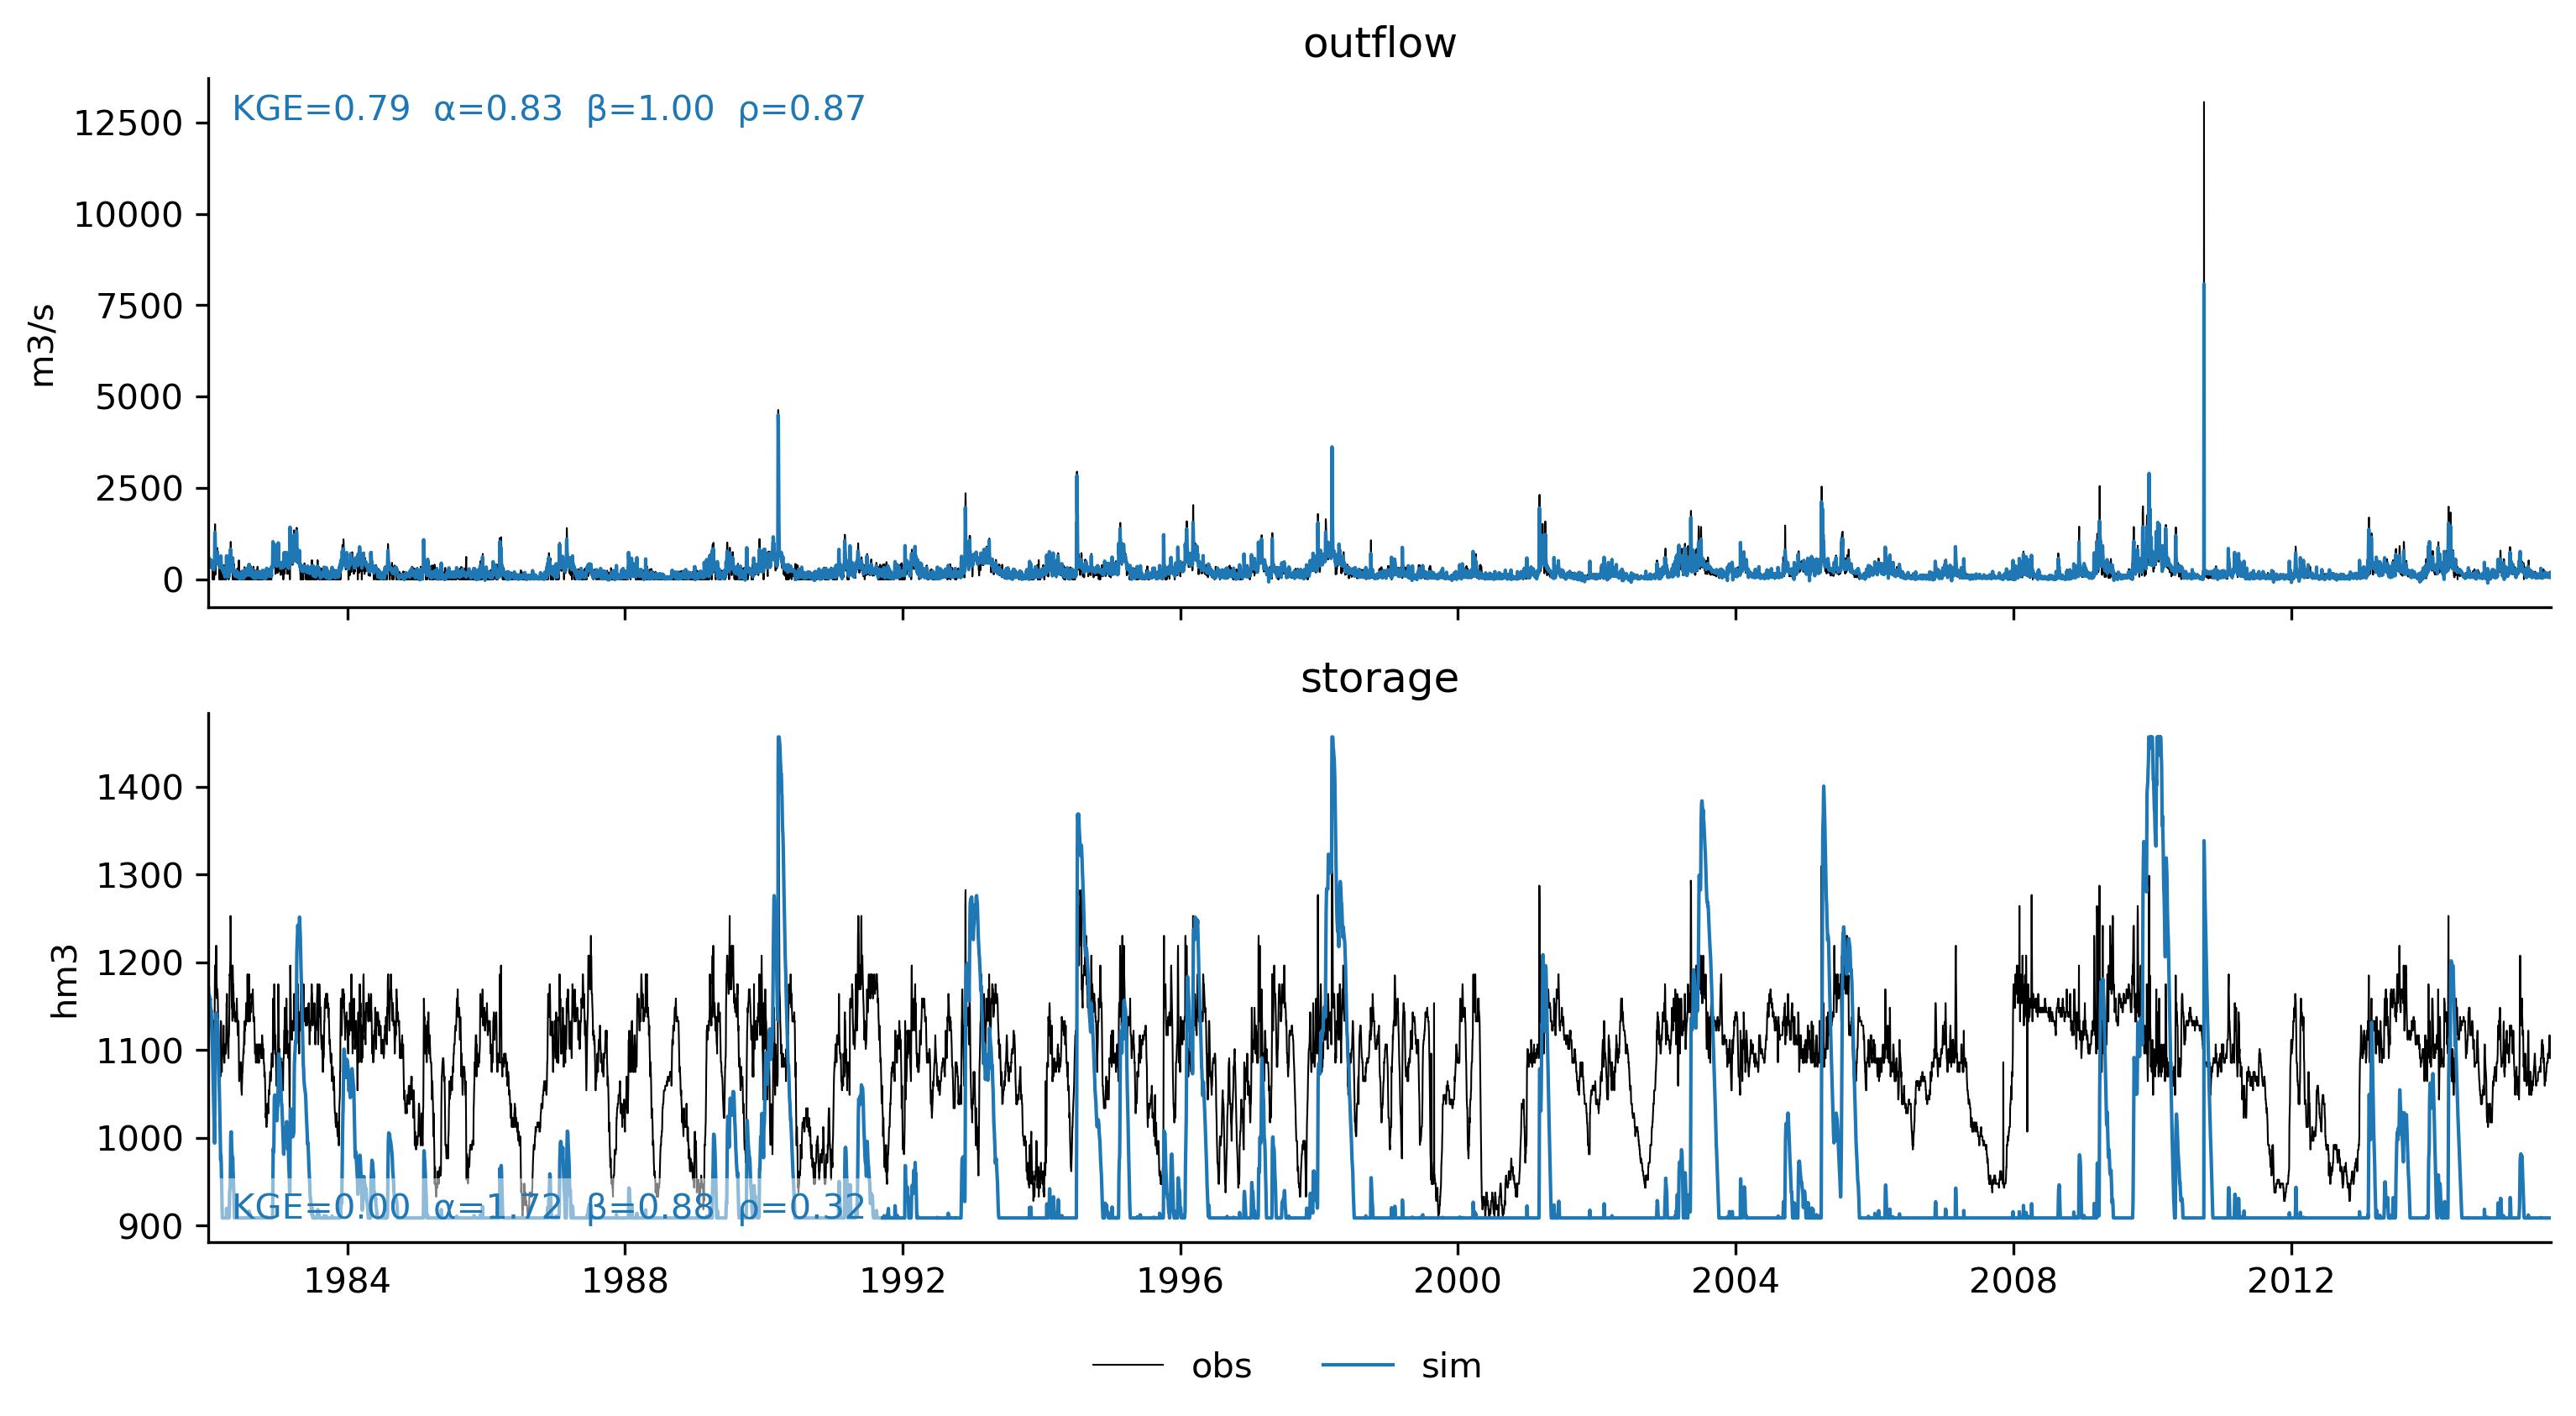 outflow
KGE=0.79 α=0.83 β=1.00 ρ=0.87
12500
10000
7500
5000
2500
0
m3/s
storage
1400
1300
1200
1100
1000
900
hm3
KGE=0.00 α=1.72 β=0.88 ρ=0.32
1984 1988 1992 1996 2000 2004 2008 2012
obs sim